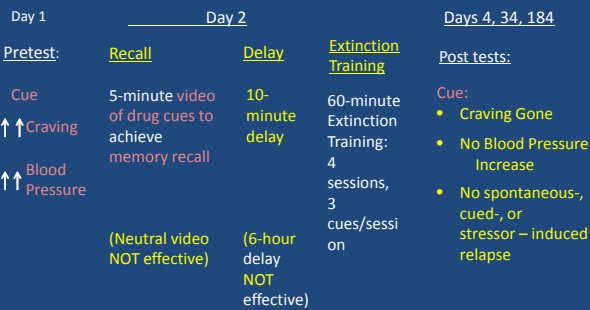 Day 1
Day 2
Days 4, 34, 184
Pretest:
Cue
↑ ↑ Craving
↑ ↑ Blood
Pressure
Recall
5-minute video
of drug cues to
achieve
memory recall
(Neutral video
NOT effective)
Delay
10-
minute
delay
(6-hour
delay
NOT
effective)
Extinction
Training
60-minute
Extinction
Training:
4
sessions,
3
cues/sessi
on
Post tests:
Cue:
• Craving Gone
• No Blood Pressure
Increase
• No spontaneous-,
cued-, or
stressor – induced
relapse